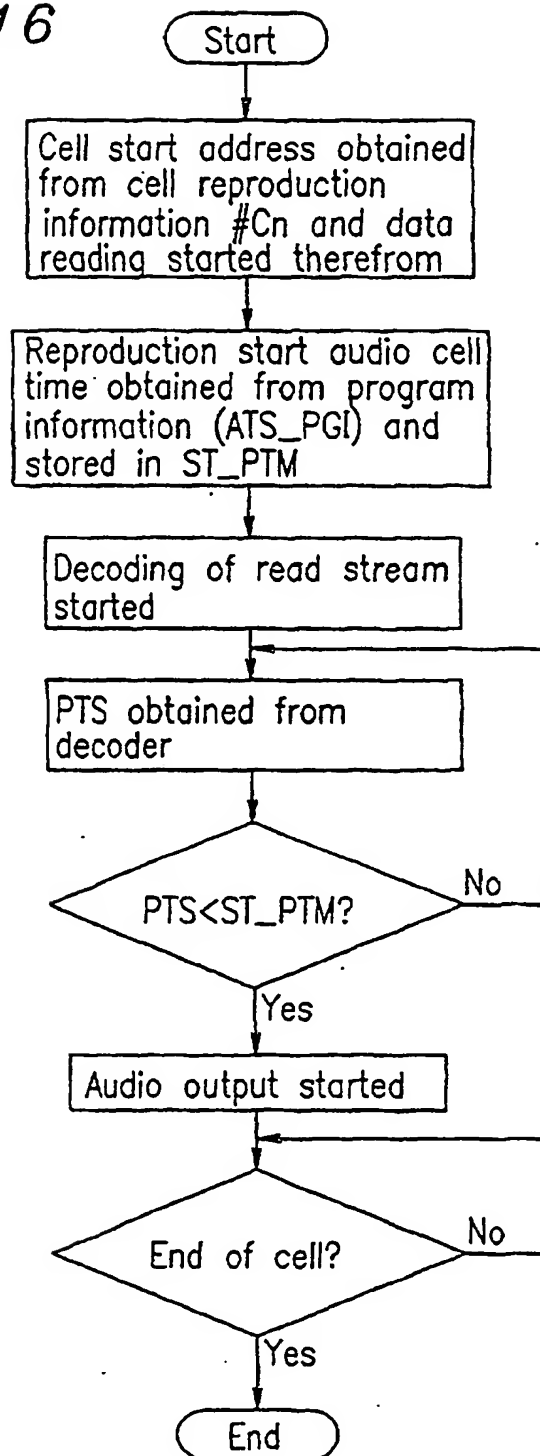 16
Start
Cell start address obtained
from cell reproduction
information #Cn and data
reading started therefrom
Reproduction start audio cell
time obtained from program
information (ATS_PGI) and
stored in ST_PTM
Decoding of read stream
started
PTS obtained from
decoder
PTS<ST_PTM?
No
Yes
Audio output started
End of cell?
No
Yes
End